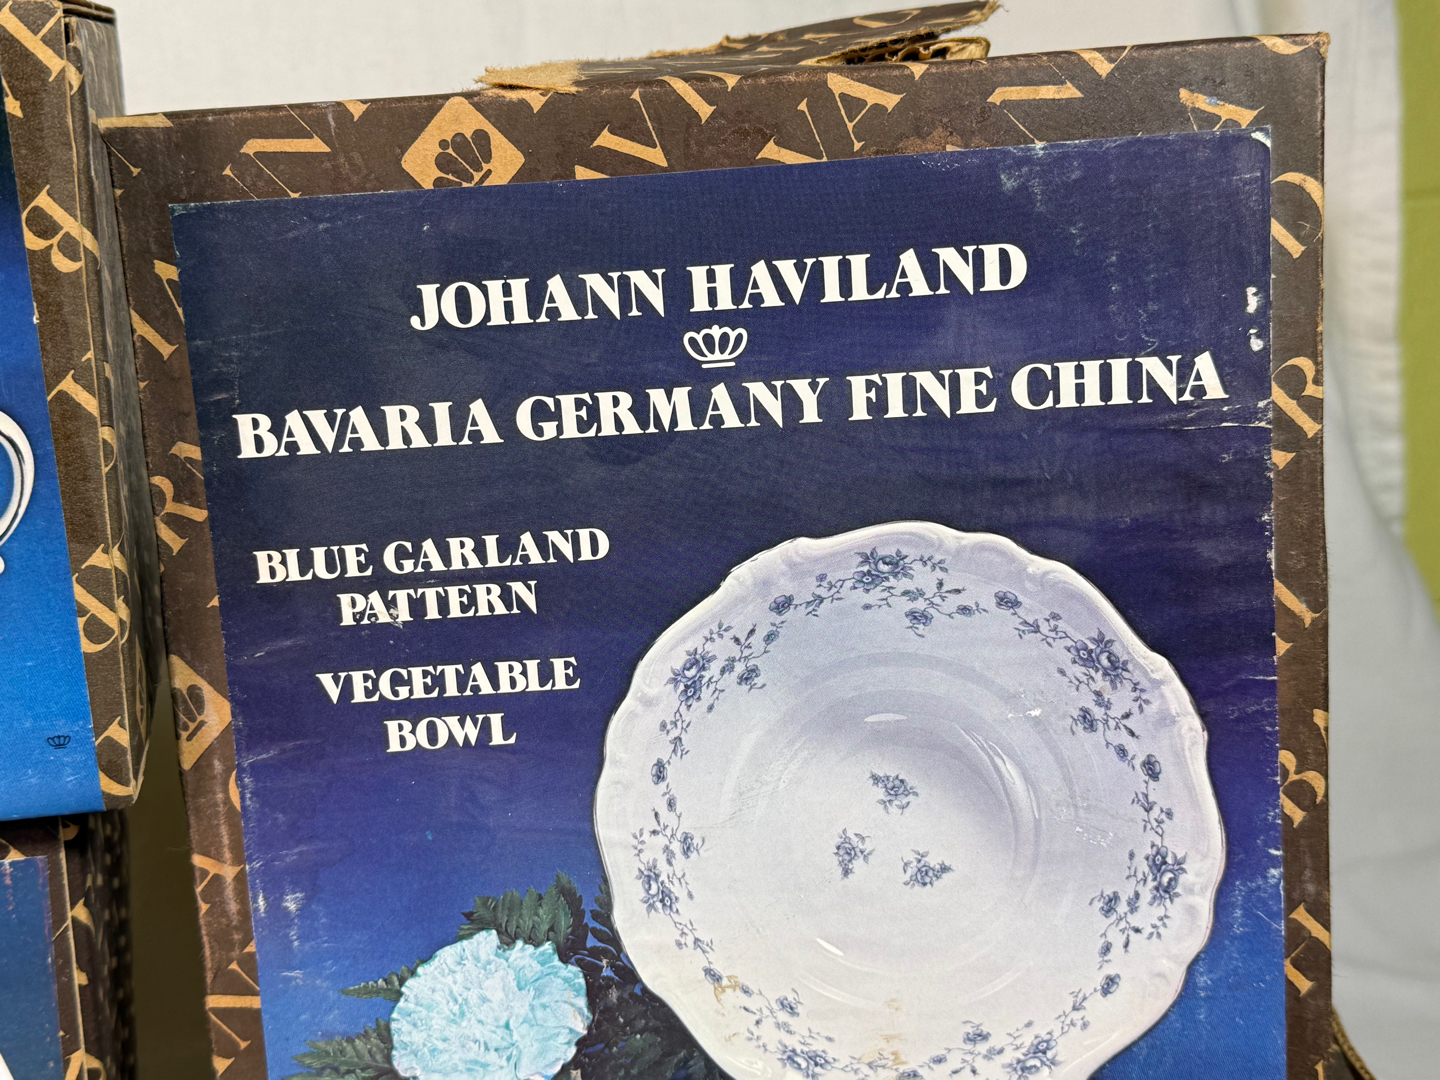 JOHANN HAVILAND
BAVARIA GERMANY FINE CHINA
BLUE GARLAND
PATTERN
VEGETABLE
BOWL